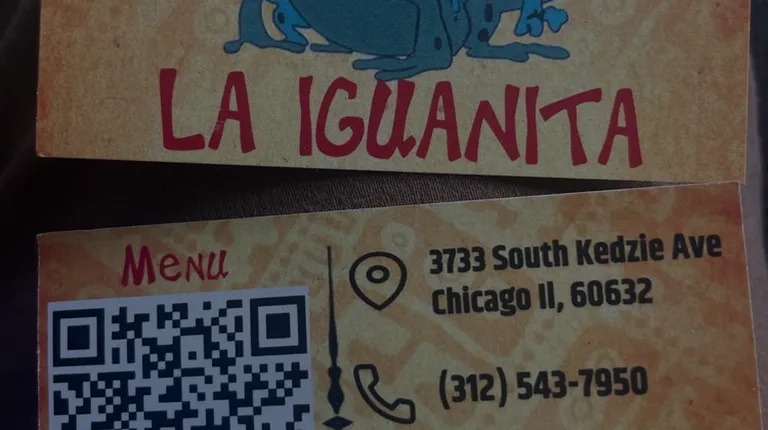 LA IGUANITA
Menu
3733 South Kedzie Ave
Chicago Il, 60632
(312) 543-7950